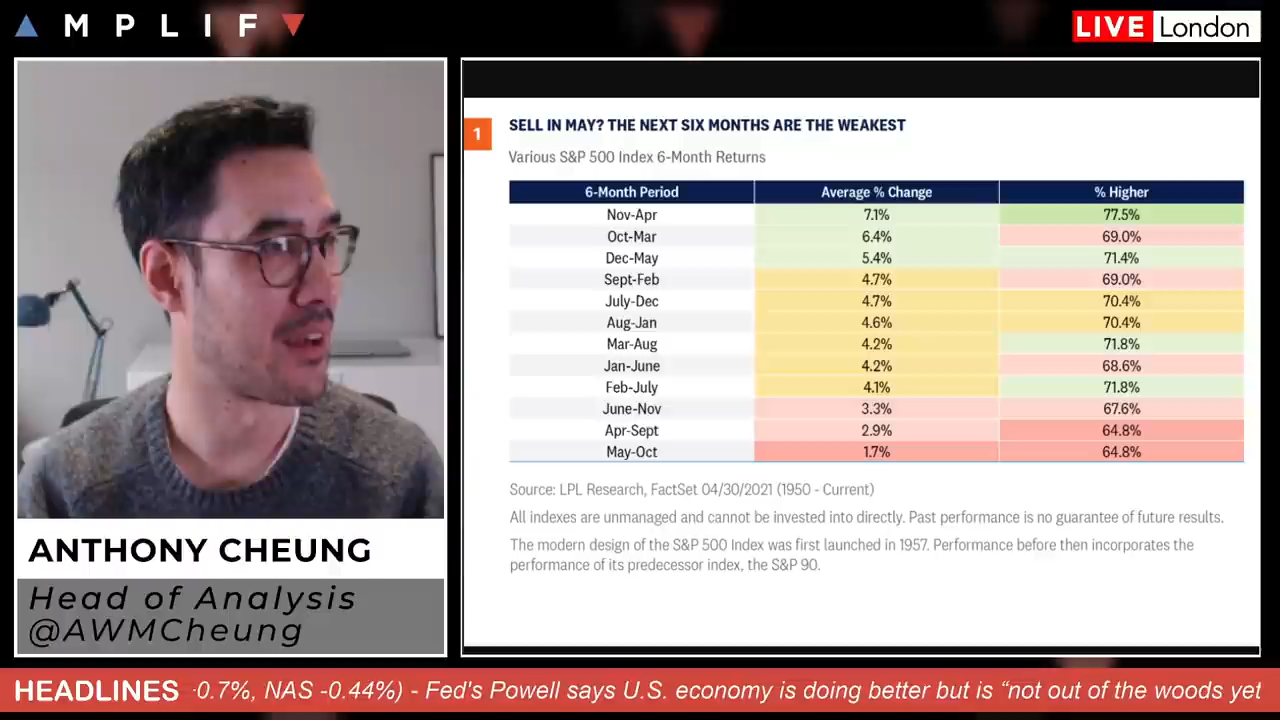 AMPLIFY
LIVE London
1
SELL IN MAY? THE NEXT SIX MONTHS ARE THE WEAKEST
Various S&P 500 Index 6-Month Returns
6-Month Period Average % Change % Higher
Nov-Apr 7.1% 77.5%
Oct-Mar 6.4% 69.0%
Dec-May 5.4% 71.4%
Sept-Feb 4.7% 69.0%
July-Dec 4.7% 70.4%
Aug-Jan 4.6% 70.4%
Mar-Aug 4.2% 71.8%
Jan-June 4.2% 68.6%
Feb-July 4.1% 71.8%
June-Nov 3.3% 67.6%
Apr-Sept 2.9% 64.8%
May-Oct 1.7% 64.8%
Source: LPL Research, FactSet 04/30/2021 (1950 - Current)
All indexes are unmanaged and cannot be invested into directly. Past performance is no guarantee of future results.
The modern design of the S&P 500 Index was first launched in 1957. Performance before then incorporates the
performance of its predecessor index, the S&P 90.
ANTHONY CHEUNG
Head of Analysis
@AWMCheung
HEADLINES 0.7%, NAS -0.44%) - Fed's Powell says U.S. economy is doing better but is “not out of the woods yet